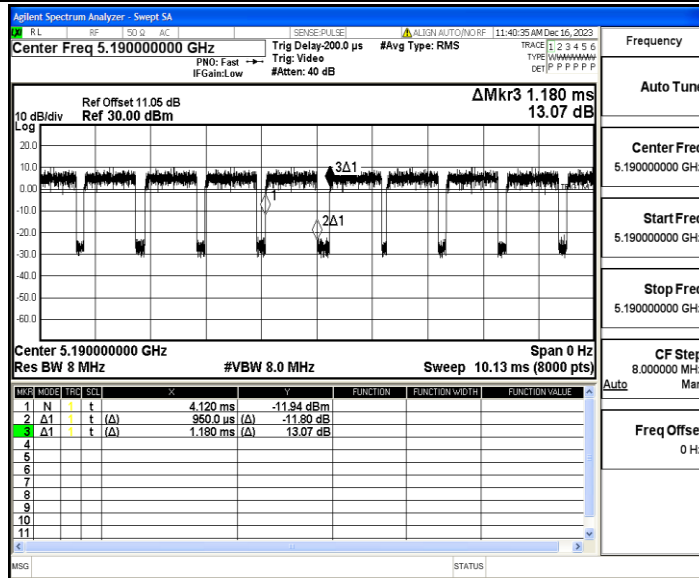 Agilent Spectrum Analyzer - Swept SA
RL RF 50 Ω AC SENSE:PULSE ALIGN AUTO/NO RF 11:40:35 AM Dec 16, 2023
Center Freq 5.190000000 GHz
PNO: Fast
IFGain:Low
Trig Delay-200.0 µs
Trig: Video
#Atten: 40 dB
#Avg Type: RMS
TRACE 1 2 3 4 5 6
TYPE
DET P P P P P P
Ref Offset 11.05 dB
10 dB/div Ref 30.00 dBm
Log
ΔMkr3 1.180 ms
13.07 dB
20.0
10.0
0.00
-10.0
-20.0
-30.0
-40.0
-50.0
-60.0
3Δ1
1
2Δ1
Center 5.190000000 GHz Span 0 Hz
Res BW 8 MHz #VBW 8.0 MHz Sweep 10.13 ms (8000 pts)
MKR MODE TRC SCL X Y FUNCTION FUNCTION WIDTH FUNCTION VALUE
1 N 1 t 4.120 ms -11.94 dBm
2 Δ1 1 t (Δ) 950.0 µs (Δ) -11.80 dB
3 Δ1 1 t (Δ) 1.180 ms (Δ) 13.07 dB
4
5
6
7
8
9
10
11
MSG STATUS
Frequency
Auto Tune
Center Freq
5.190000000 GHz
Start Freq
5.190000000 GHz
Stop Freq
5.190000000 GHz
CF Step
8.000000 MHz
Auto Man
Freq Offset
0 Hz